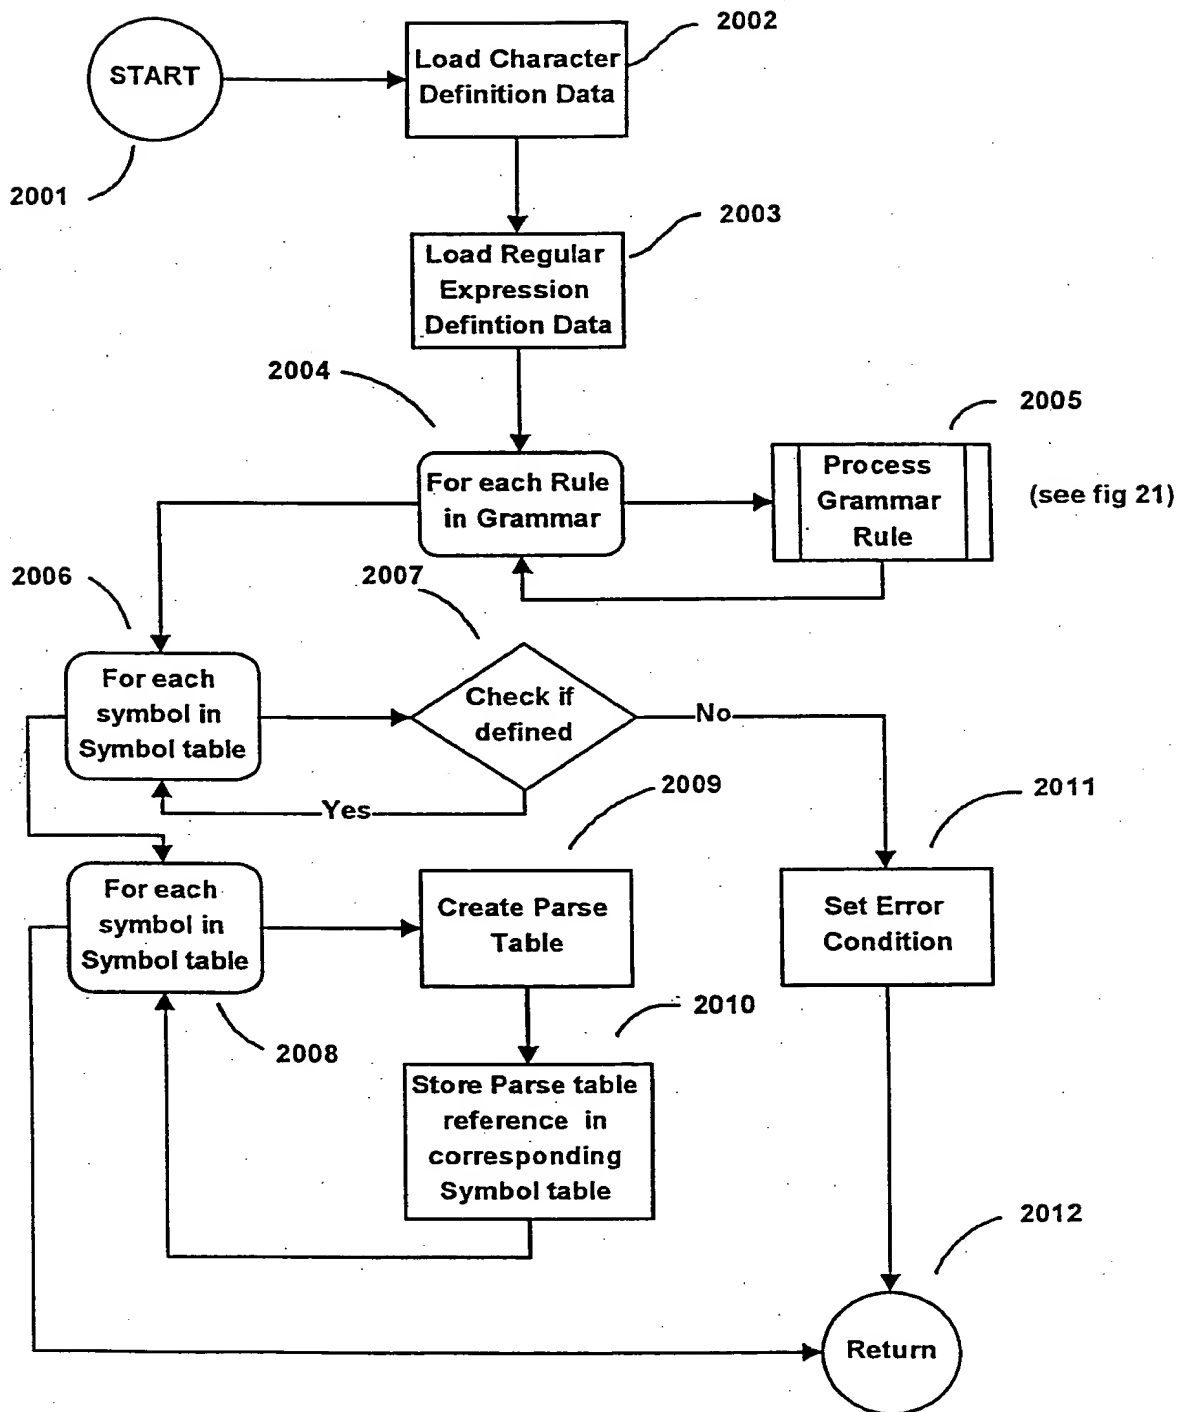 2002
START
Load Character
Definition Data
2001
2003
Load Regular
Expression
Defintion Data
2004
2005
For each Rule
in Grammar
Process
Grammar
Rule
(see fig 21)
2006
2007
For each
symbol in
Symbol table
Check if
defined
No
Yes
2009
2011
For each
symbol in
Symbol table
Create Parse
Table
Set Error
Condition
2010
2008
Store Parse table
reference in
corresponding
Symbol table
2012
Return